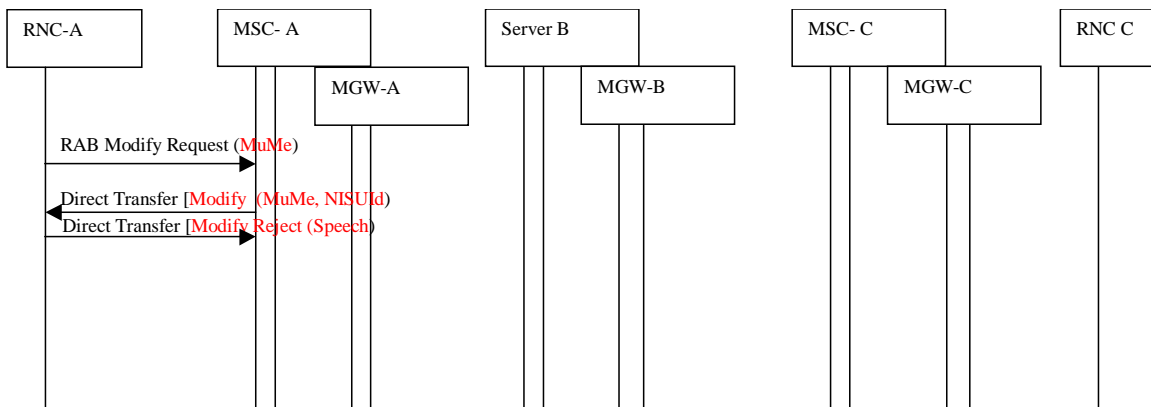 RNC-A
MSC- A
Server B
MSC- C
RNC C
MGW-A
MGW-B
MGW-C
RAB Modify Request (MuMe)
Direct Transfer [Modify (MuMe, NISUId)
Direct Transfer [Modify Reject (Speech)